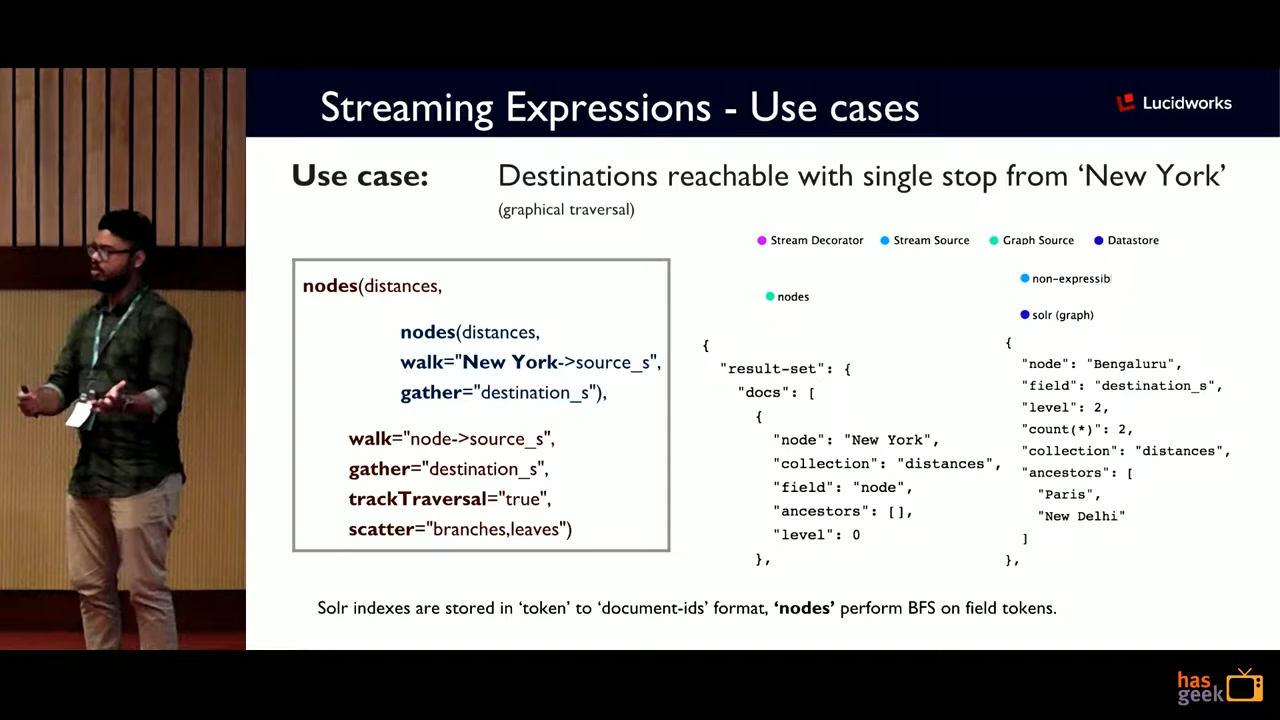 Streaming Expressions - Use cases
Lucidworks
Use case: Destinations reachable with single stop from ‘New York’
(graphical traversal)
Stream Decorator Stream Source Graph Source Datastore
nodes(distances,
nodes(distances,
walk="New York->source_s",
gather="destination_s"),
walk="node->source_s",
gather="destination_s",
trackTraversal="true",
scatter="branches,leaves")
nodes
{
"result-set": {
"docs": [
{
"node": "New York",
"collection": "distances",
"field": "node",
"ancestors": [],
"level": 0
},
non-expressib
solr (graph)
{
"node": "Bengaluru",
"field": "destination_s",
"level": 2,
"count(*)": 2,
"collection": "distances",
"ancestors": [
"Paris",
"New Delhi"
]
},
Solr indexes are stored in ‘token’ to ‘document-ids’ format, ‘nodes’ perform BFS on field tokens.
has
geek